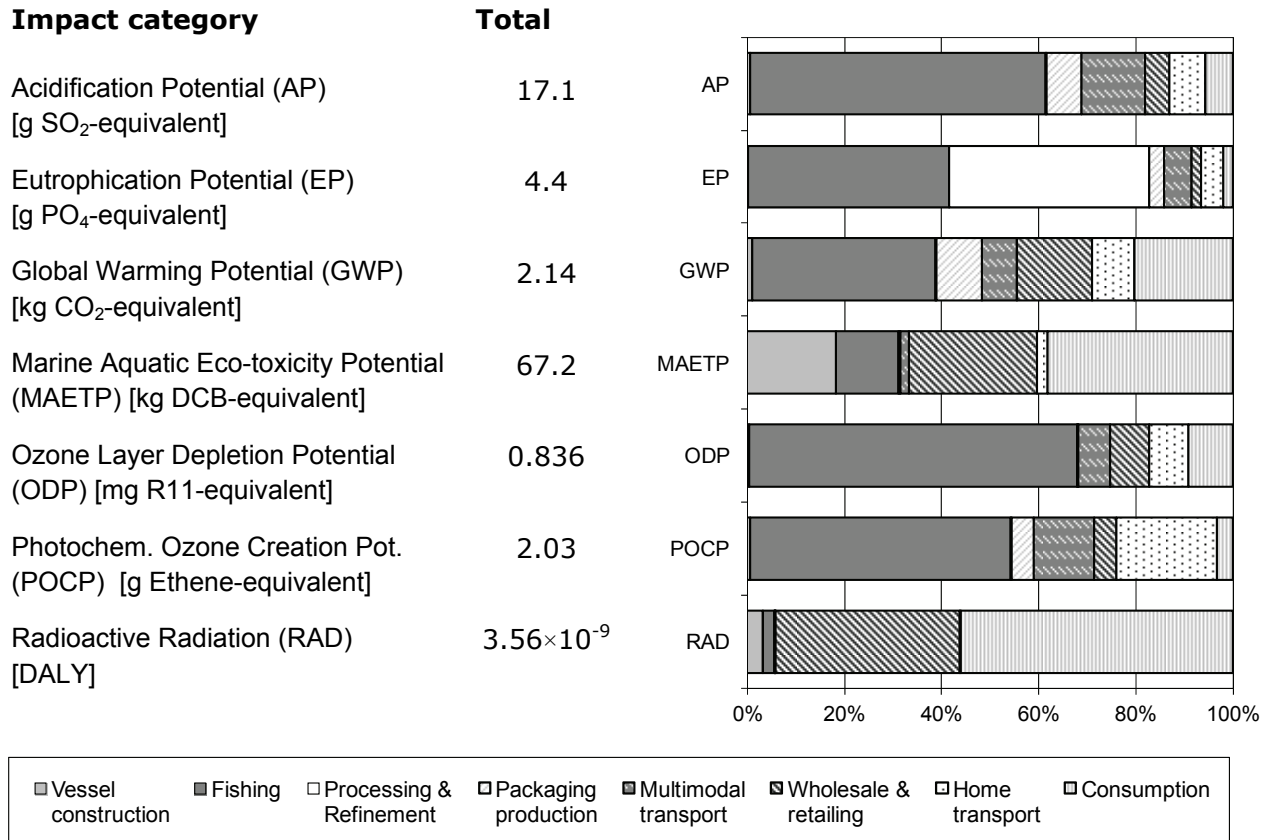 Impact category Total
Acidification Potential (AP) 17.1
[g SO₂-equivalent]
Eutrophication Potential (EP) 4.4
[g PO₄-equivalent]
Global Warming Potential (GWP) 2.14
[kg CO₂-equivalent]
Marine Aquatic Eco-toxicity Potential 67.2
(MAETP) [kg DCB-equivalent]
Ozone Layer Depletion Potential 0.836
(ODP) [mg R11-equivalent]
Photochem. Ozone Creation Pot. 2.03
(POCP) [g Ethene-equivalent]
Radioactive Radiation (RAD) 3.56×10⁻⁹
[DALY]
AP
EP
GWP
MAETP
ODP
POCP
RAD
0% 20% 40% 60% 80% 100%
Vessel construction
Fishing
Processing & Refinement
Packaging production
Multimodal transport
Wholesale & retailing
Home transport
Consumption